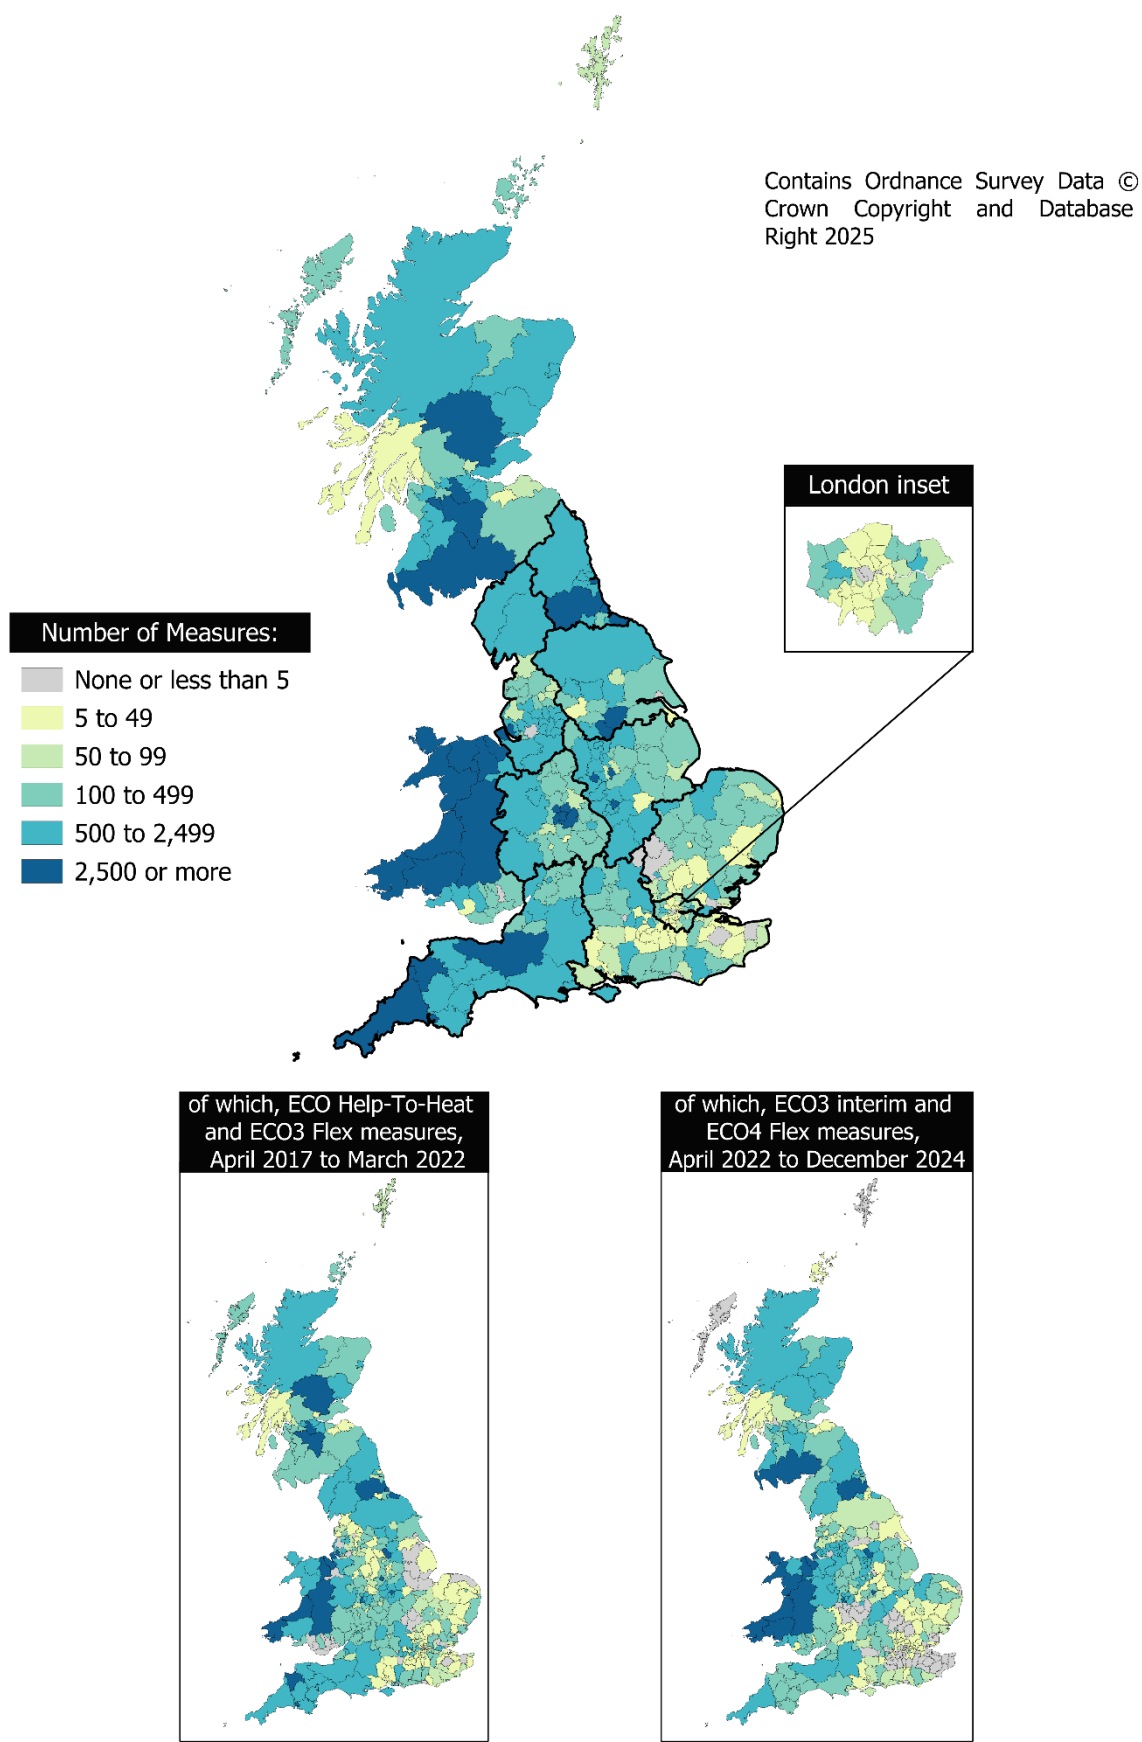 Contains Ordnance Survey Data ©
Crown Copyright and Database
Right 2025
London inset
Number of Measures:
None or less than 5
5 to 49
50 to 99
100 to 499
500 to 2,499
2,500 or more
of which, ECO Help-To-Heat
and ECO3 Flex measures,
April 2017 to March 2022
of which, ECO3 interim and
ECO4 Flex measures,
April 2022 to December 2024